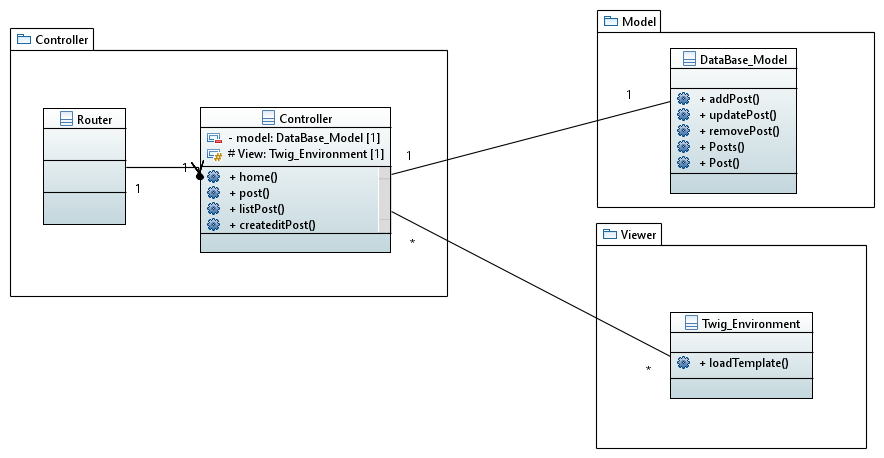 Controller
Router
1
1
Controller
- model: DataBase_Model [1]
# View: Twig_Environment [1]
+ home()
+ post()
+ listPost()
+ createditPost()
1
*
Model
DataBase_Model
+ addPost()
+ updatePost()
+ removePost()
+ Posts()
+ Post()
1
Viewer
Twig_Environment
+ loadTemplate()
*